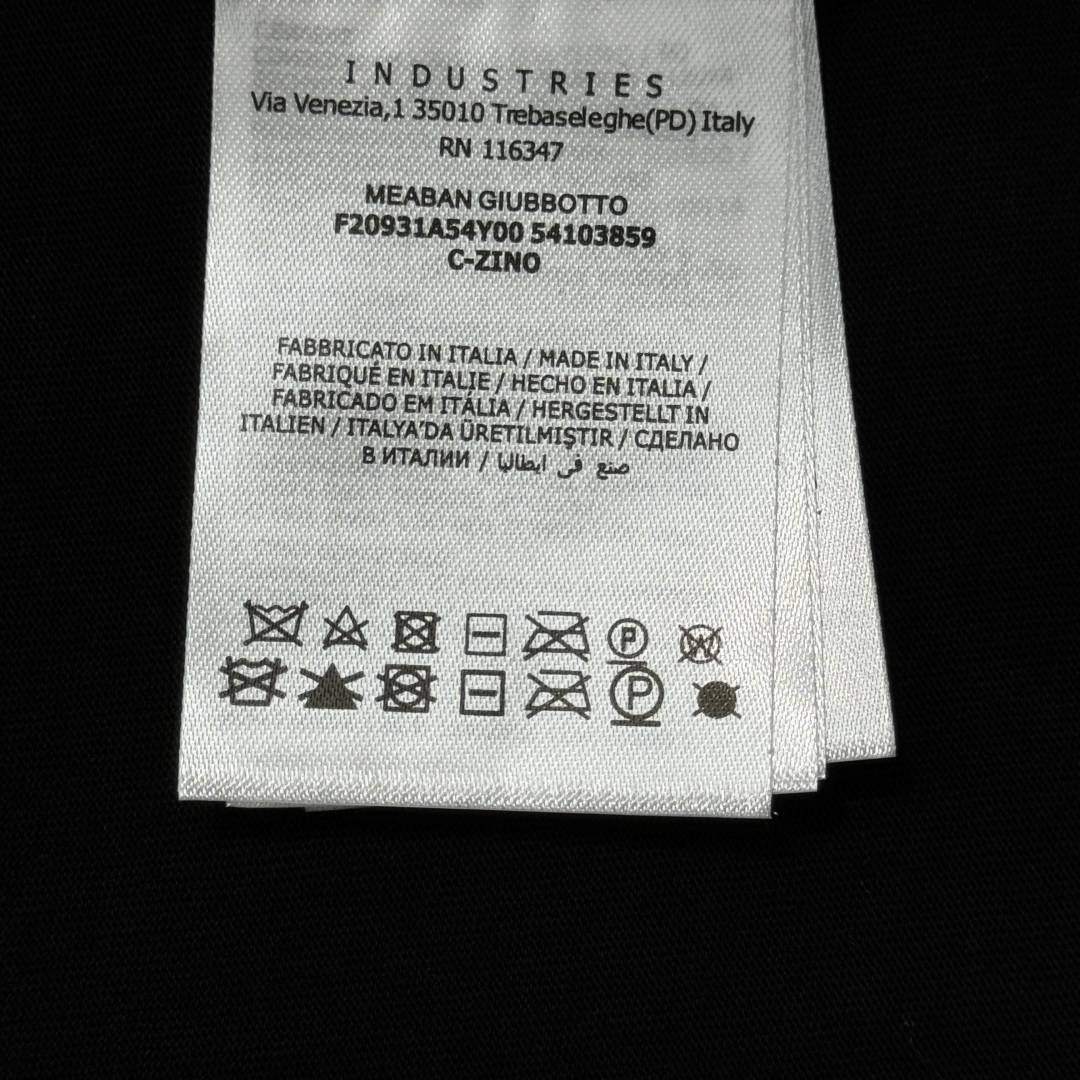 INDUSTRIES
Via Venezia,1 35010 Trebaseleghe(PD) Italy
RN 116347
MEABAN GIUBBOTTO
F20931A54Y00 54103859
C-ZINO
FABBRICATO IN ITALIA / MADE IN ITALY /
FABRIQUÉ EN ITALIE / HECHO EN ITALIA /
FABRICADO EM ITÁLIA / HERGESTELLT IN
ITALIEN / ITALYA'DA ÜRETILMIŞTIR / СДЕЛАНО
В ИТАЛИИ / صنع في ايطاليا
P W
P